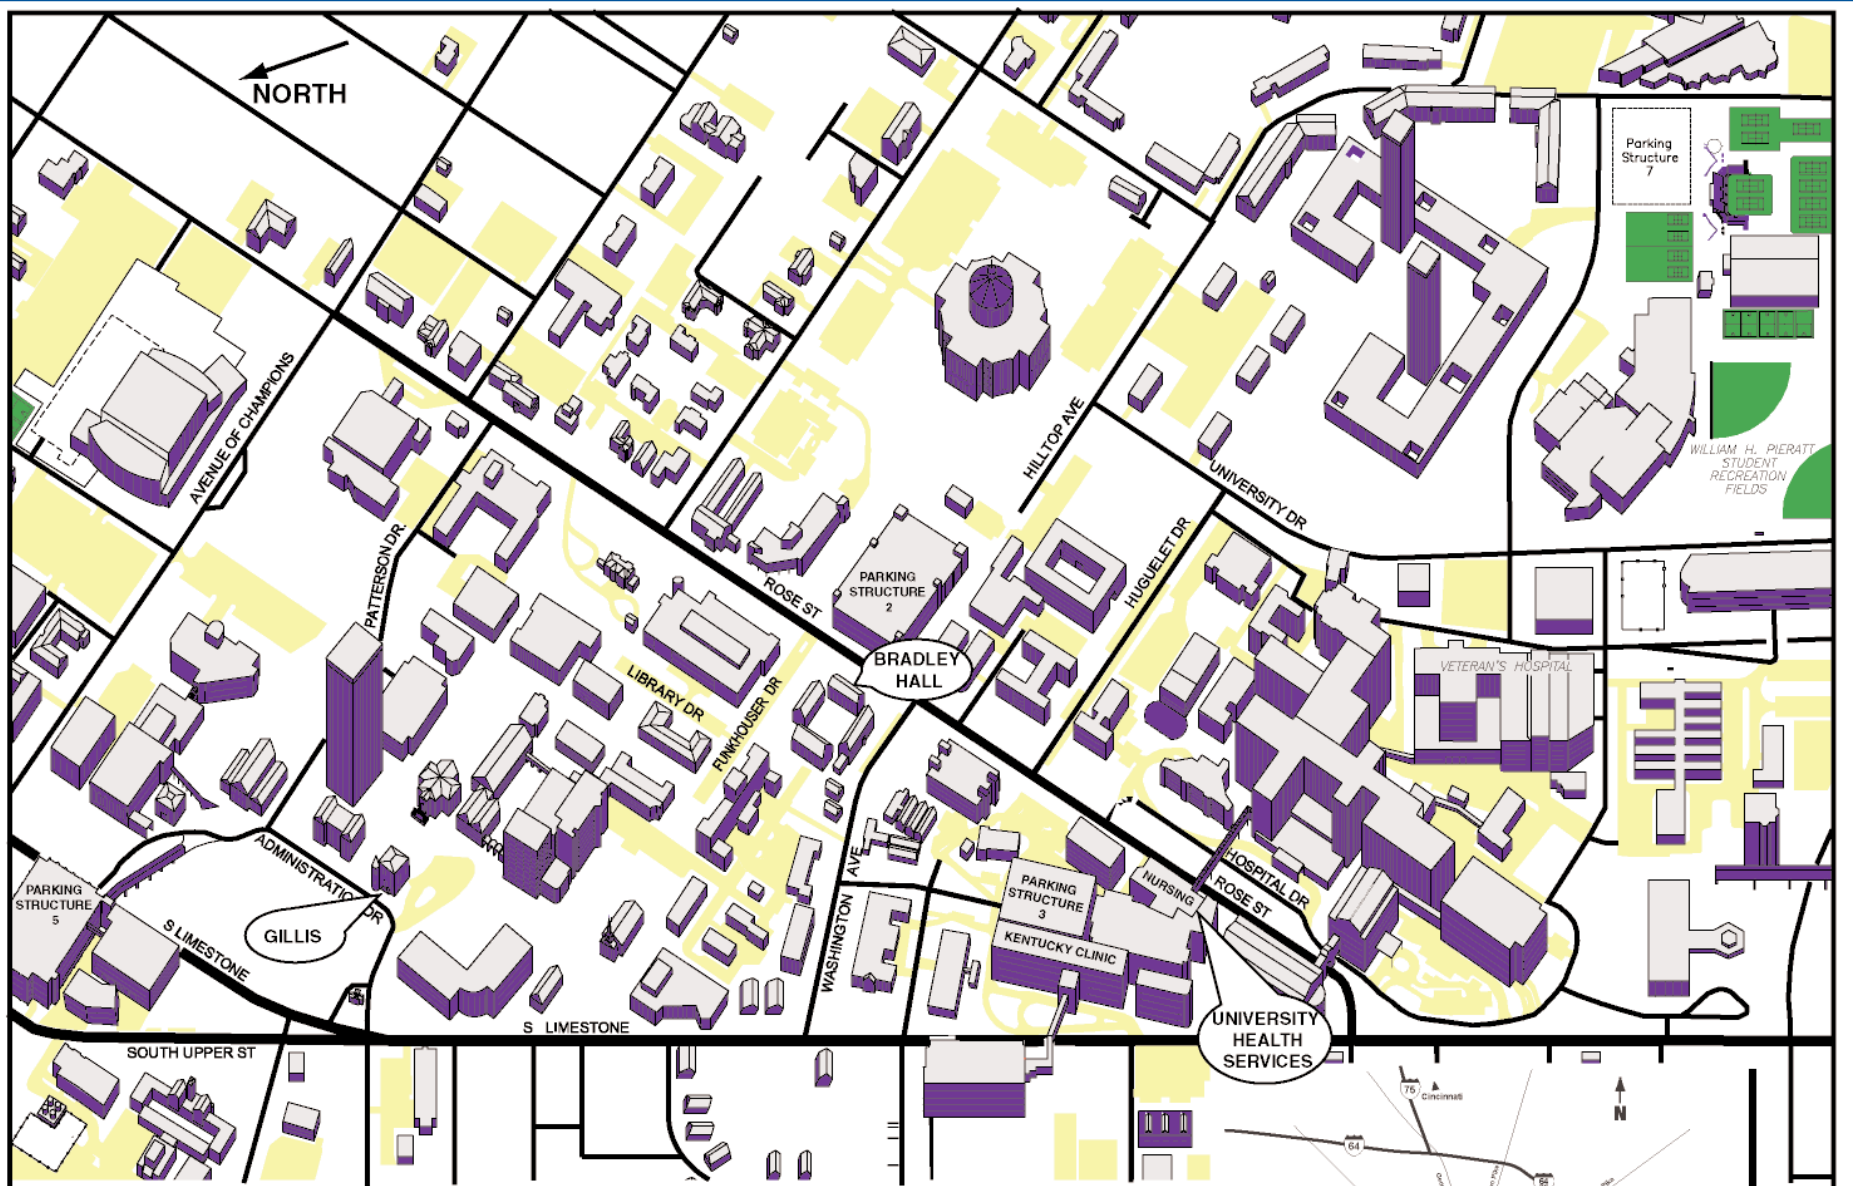 NORTH
Parking
Structure
7
AVENUE OF CHAMPIONS
HILLTOP AVE
WILLIAM H. PIERATT
STUDENT
RECREATION
FIELDS
UNIVERSITY DR
PATTERSON DR.
HUGUELET DR
ROSE ST
PARKING
STRUCTURE
2
BRADLEY
HALL
VETERAN'S HOSPITAL
LIBRARY DR
FUNKHOUSER DR
ADMINISTRATION DR
HOSPITAL DR
ROSE ST
NURSING
PARKING
STRUCTURE
3
KENTUCKY CLINIC
PARKING
STRUCTURE
5
GILLIS
S LIMESTONE
WASHINGTON AVE
S LIMESTONE
UNIVERSITY
HEALTH
SERVICES
SOUTH UPPER ST
75
Cincinnati
N
64